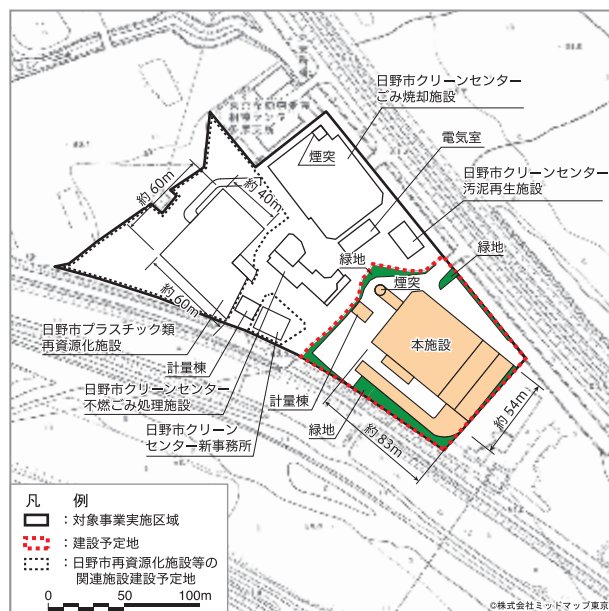 日野市クリーンセンター
ごみ焼却施設
電気室
煙突
日野市クリーンセンター
汚泥再生施設
約60m
約40m
緑地
緑地
煙突
約60m
本施設
日野市プラスチック類
再資源化施設
計量棟
日野市クリーンセンター
不燃ごみ処理施設
計量棟
日野市クリーン
センター新事務所
緑地
約83m
約54m
凡 例
:対象事業実施区域
:建設予定地
:日野市再資源化施設等の
関連施設建設予定地
0 50 100m
©株式会社ミッドマップ東京